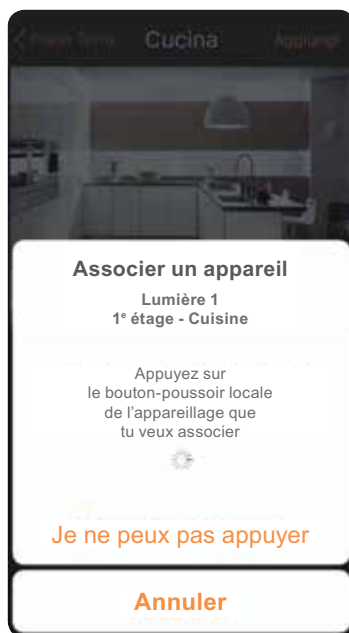 Cucina
Aggiungi
Associer un appareil
Lumière 1
1e étage - Cuisine
Appuyez sur
le bouton-poussoir locale
de l'appareillage que
tu veux associer
Je ne peux pas appuyer
Annuler